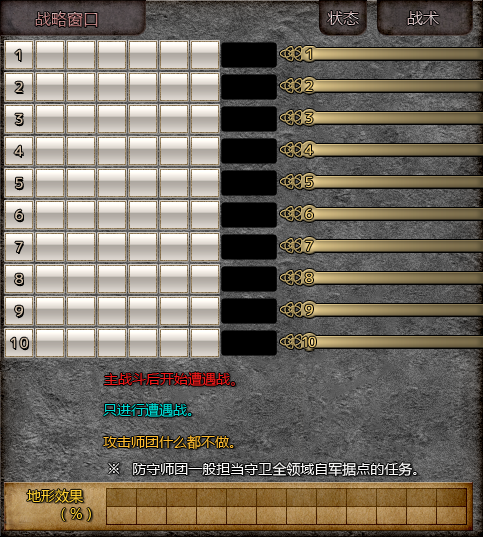 战略窗口 状态 战术
1 1
2 2
3 3
4 4
5 5
6 6
7 7
8 8
9 9
10 10
主战斗后开始遭遇战。
只进行遭遇战。
攻击师团什么都不做。
※ 防守师团一般担当守卫全领域自军据点的任务。
地形效果
（%）